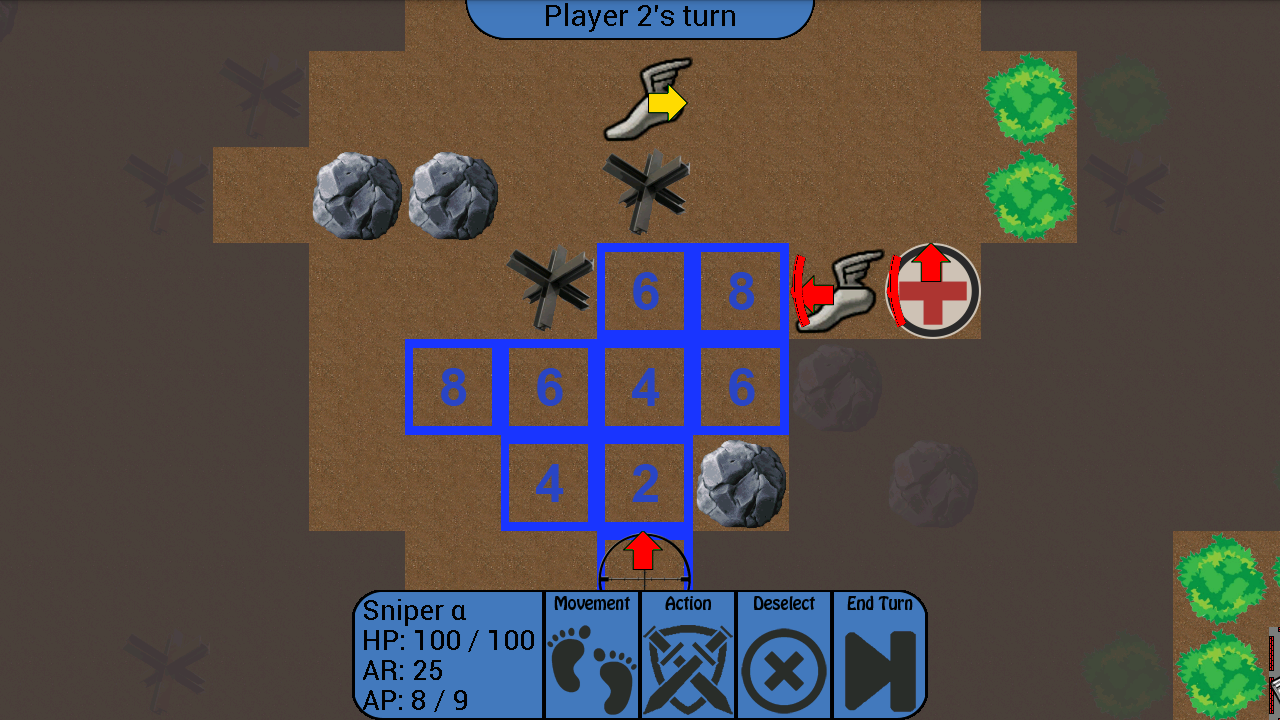 Player 2's turn
6 8
8 6 4 6
4 2
Sniper α
HP: 100 / 100
AR: 25
AP: 8 / 9
Movement
Action
Deselect
End Turn